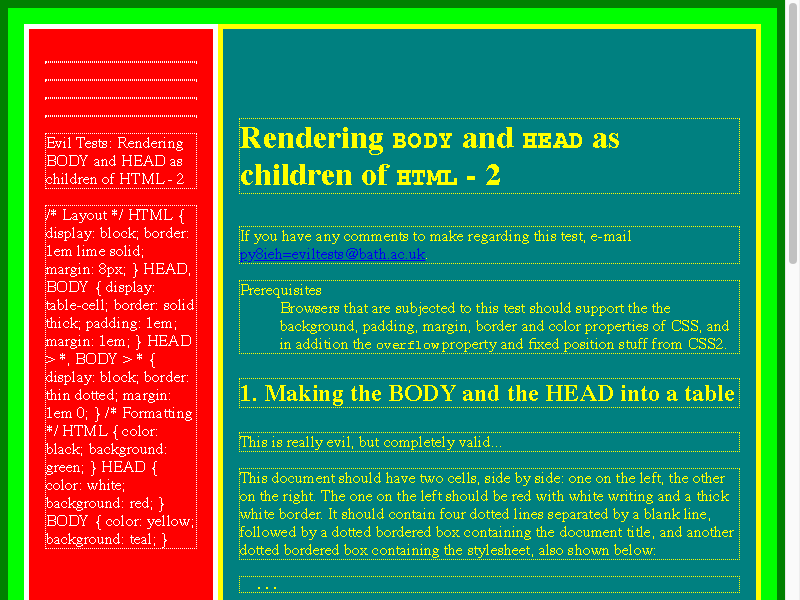 Evil Tests: Rendering
BODY and HEAD as
children of HTML - 2
/* Layout */ HTML {
display: block; border:
1em lime solid;
margin: 8px; } HEAD,
BODY { display:
table-cell; border: solid
thick; padding: 1em;
margin: 1em; } HEAD
> *, BODY > * {
display: block; border:
thin dotted; margin:
1em 0; } /* Formatting
*/ HTML { color:
black; background:
green; } HEAD {
color: white;
background: red; }
BODY { color: yellow;
background: teal; }
Rendering BODY and HEAD as
children of HTML - 2
If you have any comments to make regarding this test, e-mail
py8ieh=eviltests@bath.ac.uk.
Prerequisites
Browsers that are subjected to this test should support the the
background, padding, margin, border and color properties of CSS, and
in addition the overflow property and fixed position stuff from CSS2.
1. Making the BODY and the HEAD into a table
This is really evil, but completely valid...
This document should have two cells, side by side: one on the left, the other
on the right. The one on the left should be red with white writing and a thick
white border. It should contain four dotted lines separated by a blank line,
followed by a dotted bordered box containing the document title, and another
dotted bordered box containing the stylesheet, also shown below:
...